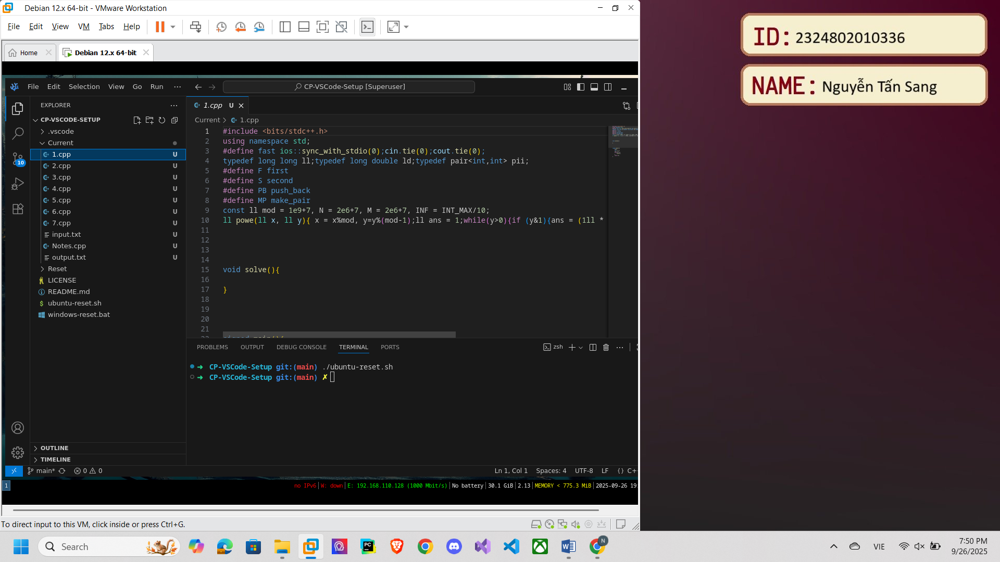 Debian 12.x 64-bit - VMware Workstation
File Edit View VM Tabs Help
Home
Debian 12.x 64-bit
File Edit Selection View Go Run ···
CP-VSCode-Setup [Superuser]
EXPLORER
CP-VSCODE-SETUP
.vscode
Current
1.cpp U
2.cpp U
3.cpp U
4.cpp U
5.cpp U
6.cpp U
7.cpp U
input.txt U
Notes.cpp U
output.txt U
Reset
LICENSE
README.md
ubuntu-reset.sh
windows-reset.bat
10
OUTLINE
TIMELINE
1.cpp U
Current > 1.cpp
1 #include <bits/stdc++.h>
2 using namespace std;
3 #define fast ios::sync_with_stdio(0);cin.tie(0);cout.tie(0);
4 typedef long long ll;typedef long double ld;typedef pair<int,int> pii;
5 #define F first
6 #define S second
7 #define PB push_back
8 #define MP make_pair
9 const ll mod = 1e9+7, N = 2e6+7, M = 2e6+7, INF = INT_MAX/10;
10 ll powe(ll x, ll y){ x = x%mod, y=y%(mod-1);ll ans = 1;while(y>0){if (y&1){ans = (1ll *
11
12
13
14
15 void solve(){
16
17 }
18
19
20
21
PROBLEMS OUTPUT DEBUG CONSOLE TERMINAL PORTS
zsh
➜ CP-VSCode-Setup git:(main) ./ubuntu-reset.sh
➜ CP-VSCode-Setup git:(main) ✗
main* 0 0
Ln 1, Col 1 Spaces: 4 UTF-8 LF {} C+
1
no IPv6|W: down|E: 192.168.110.128 (1000 Mbit/s)|No battery|30.1 GiB|2.13|MEMORY < 775.3 MiB|2025-09-26 19:
To direct input to this VM, click inside or press Ctrl+G.
ID: 2324802010336
NAME: Nguyễn Tấn Sang
Search
PC
N
VIE
7:50 PM
9/26/2025